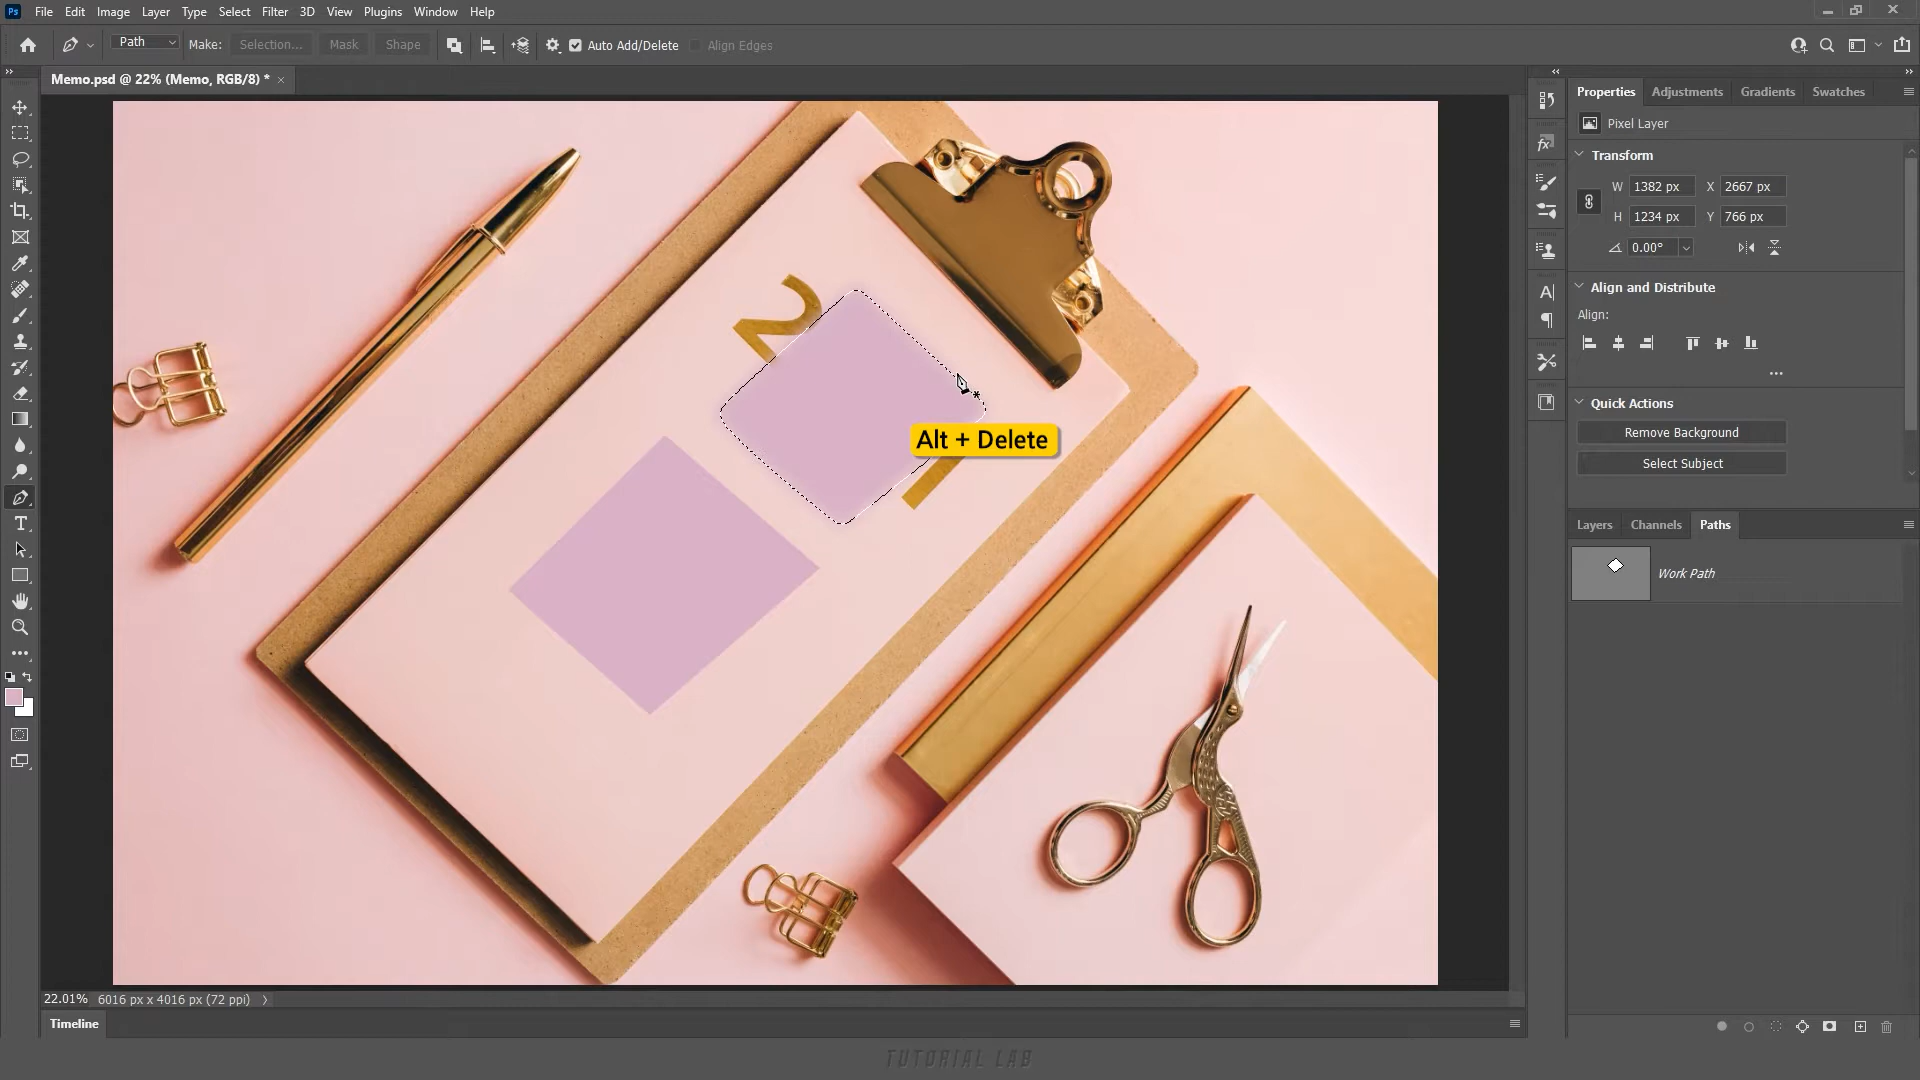 Ps File Edit Image Layer Type Select Filter 3D View Plugins Window Help
Path Make: Selection... Mask Shape Auto Add/Delete Align Edges
Memo.psd @ 22% (Memo, RGB/8) * ×
Properties Adjustments Gradients Swatches
Pixel Layer
Transform
W 1382 px X 2667 px
H 1234 px Y 766 px
0.00°
Align and Distribute
Align:
Quick Actions
Remove Background
Select Subject
Layers Channels Paths
Work Path
2
Alt + Delete
22.01% 6016 px x 4016 px (72 ppi)
Timeline
TUTORIAL LAB